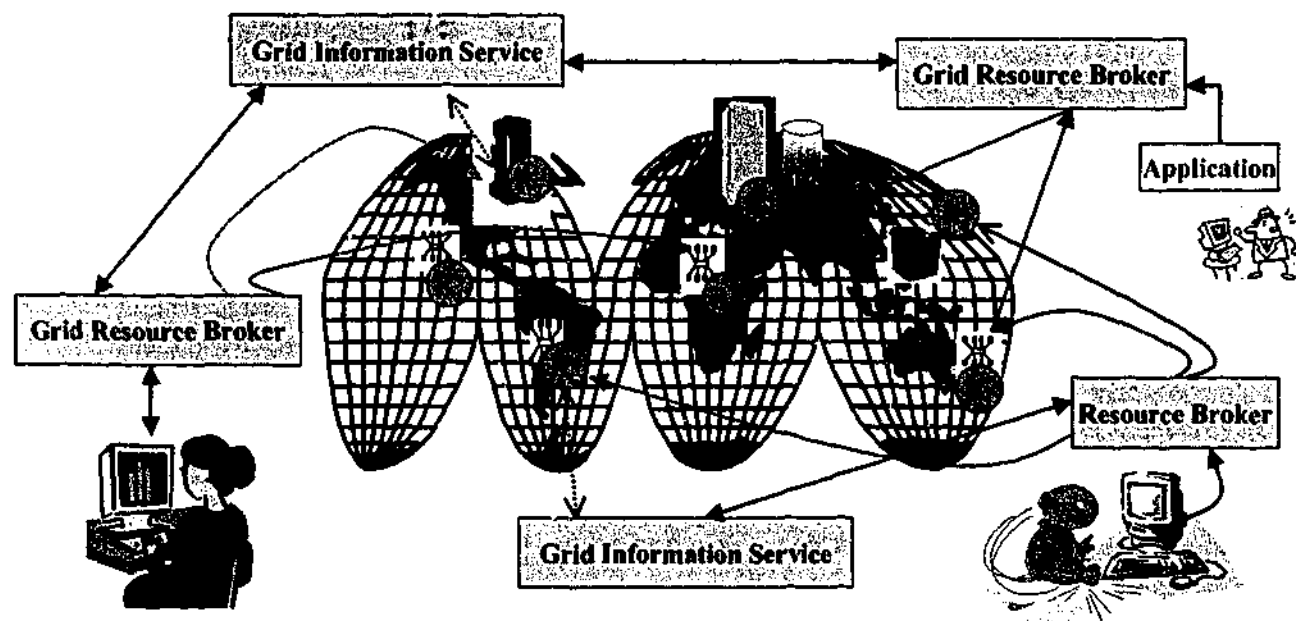 Grid Information Service
Grid Resource Broker
Application
Grid Resource Broker
Resource Broker
Grid Information Service